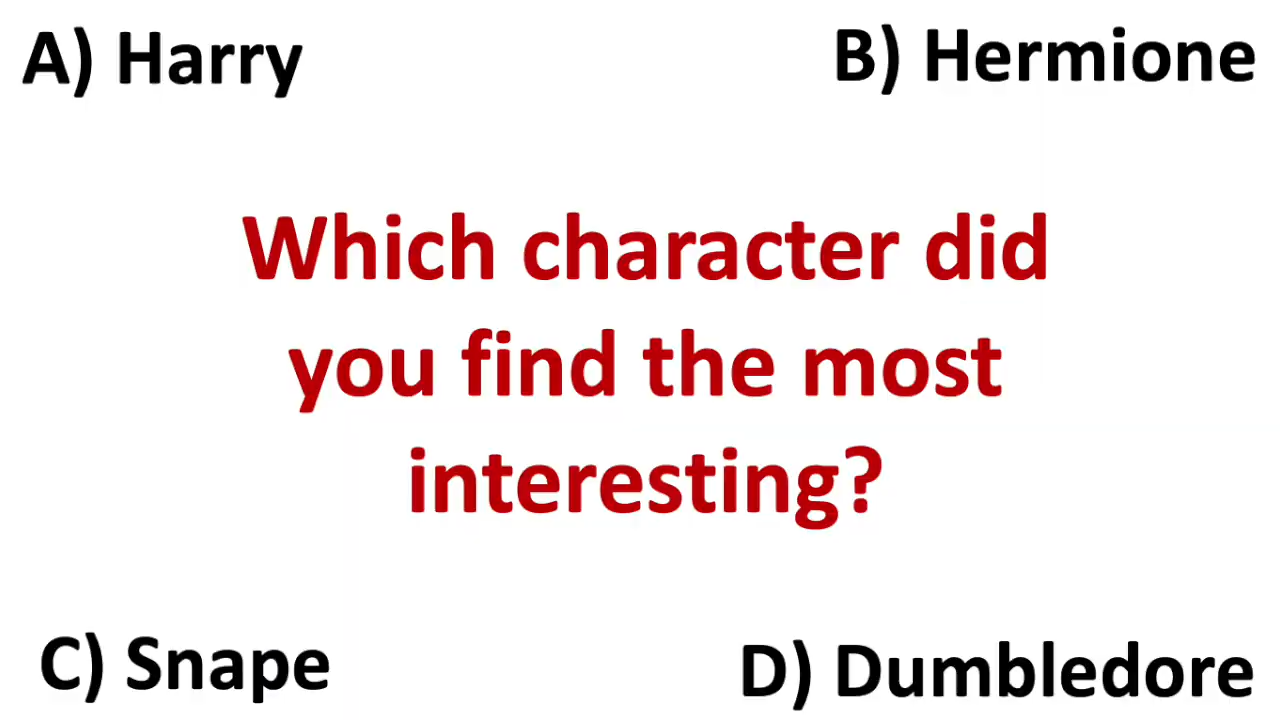 A) Harry
B) Hermione
Which character did
you find the most
interesting?
C) Snape
D) Dumbledore